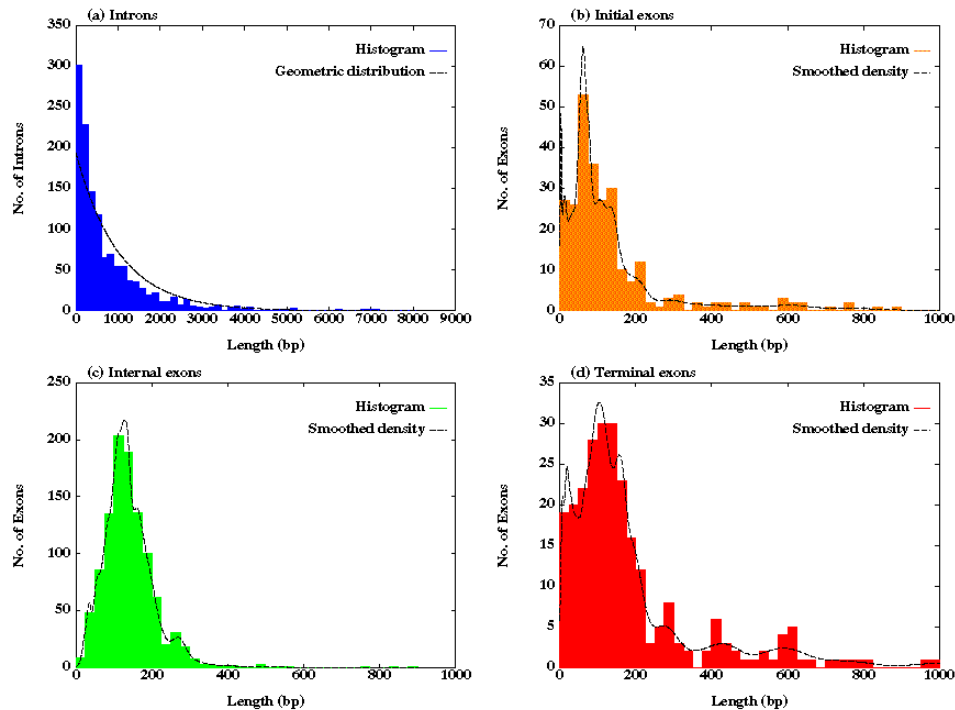 (a) Introns
Histogram
Geometric distribution
No. of Introns
350
300
250
200
150
100
50
0
0 1000 2000 3000 4000 5000 6000 7000 8000 9000
Length (bp)
(b) Initial exons
Histogram
Smoothed density
No. of Exons
70
60
50
40
30
20
10
0
0 200 400 600 800 1000
Length (bp)
(c) Internal exons
Histogram
Smoothed density
No. of Exons
250
200
150
100
50
0
0 200 400 600 800 1000
Length (bp)
(d) Terminal exons
Histogram
Smoothed density
No. of Exons
35
30
25
20
15
10
5
0
0 200 400 600 800 1000
Length (bp)